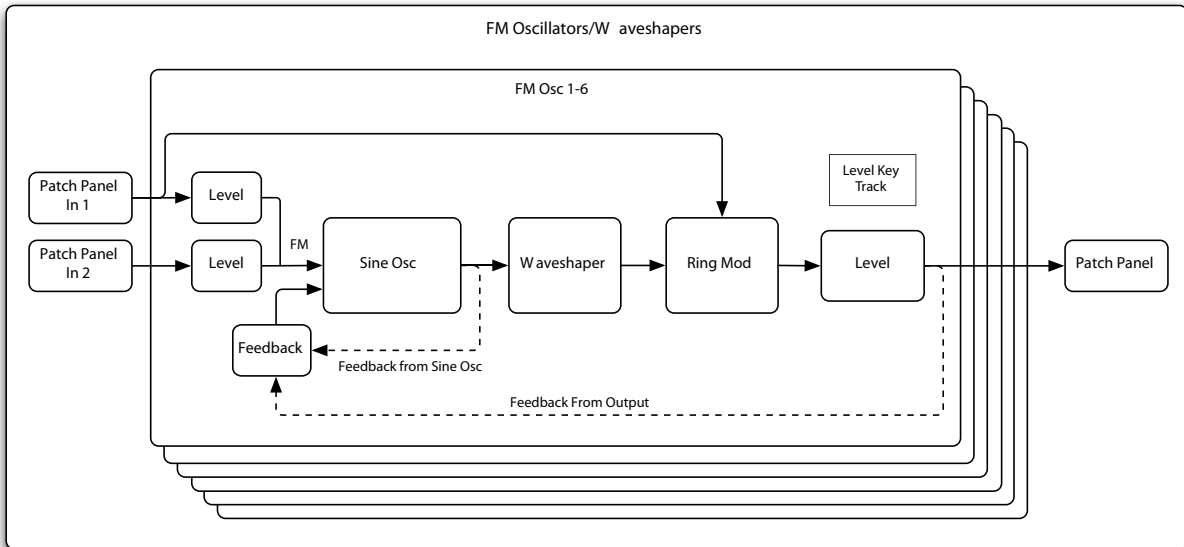 FM Oscillators/W aveshapers
FM Osc 1-6
Level Key
Track
Patch Panel
In 1
Level
Patch Panel
In 2
Level
FM
Sine Osc
W aveshaper
Ring Mod
Level
Patch Panel
Feedback
Feedback from Sine Osc
Feedback From Output